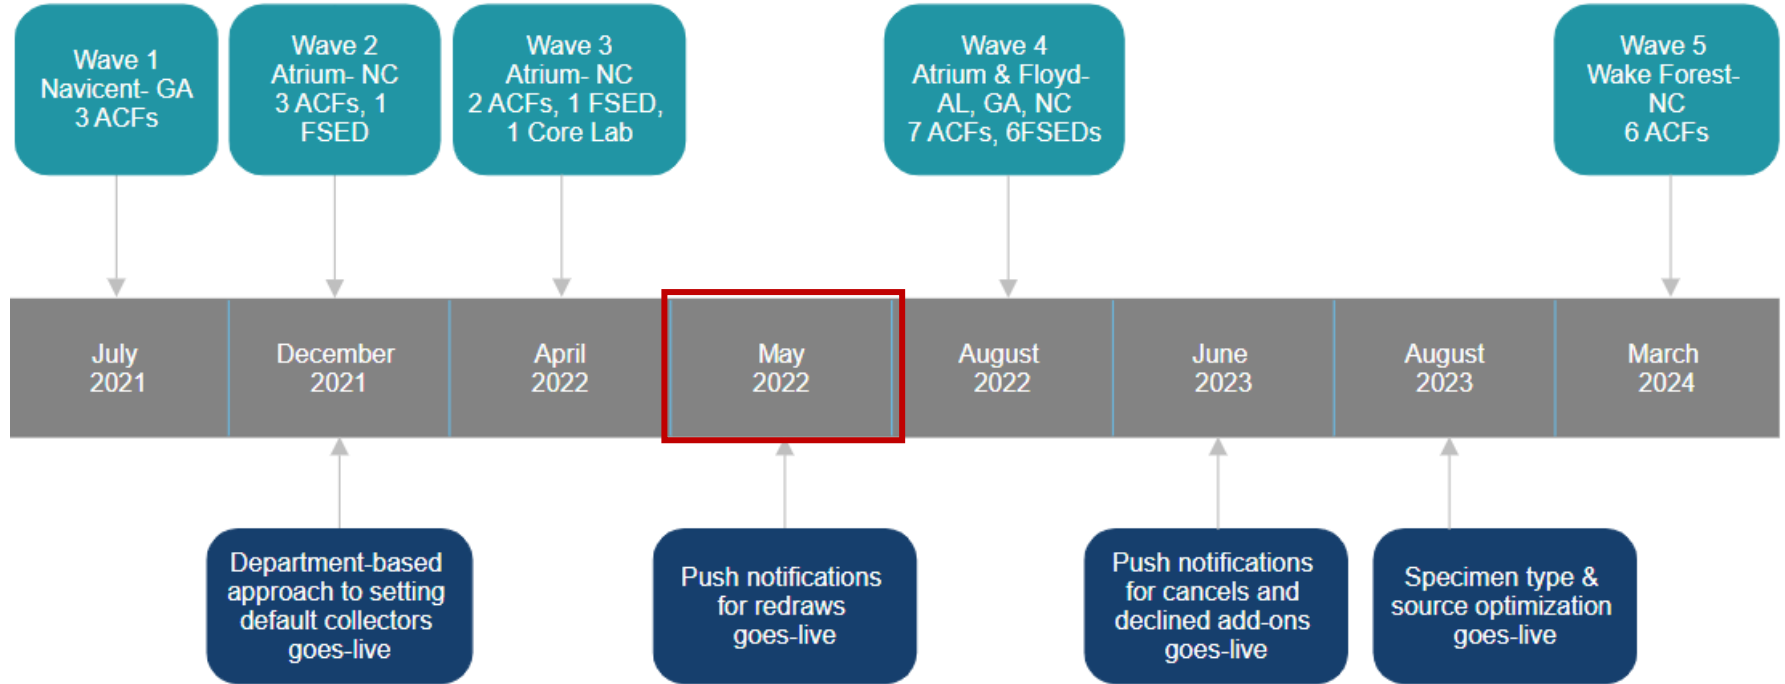 Wave 1
Navicent- GA
3 ACFs
Wave 2
Atrium- NC
3 ACFs, 1
FSED
Wave 3
Atrium- NC
2 ACFs, 1 FSED,
1 Core Lab
Wave 4
Atrium & Floyd-
AL, GA, NC
7 ACFs, 6FSEDs
Wave 5
Wake Forest-
NC
6 ACFs
July
2021
December
2021
April
2022
May
2022
August
2022
June
2023
August
2023
March
2024
Department-based
approach to setting
default collectors
goes-live
Push notifications
for redraws
goes-live
Push notifications
for cancels and
declined add-ons
goes-live
Specimen type &
source optimization
goes-live